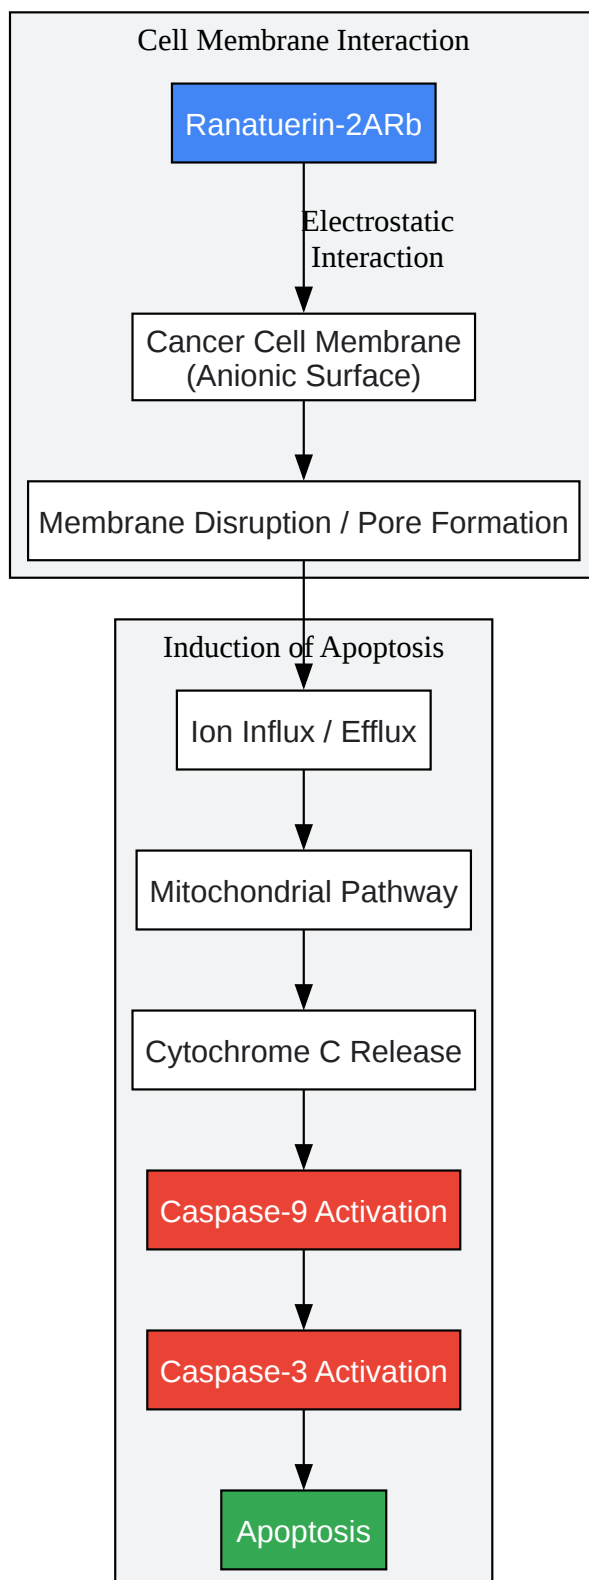 Cell Membrane Interaction
Ranatuerin-2ARb
Electrostatic
Interaction
Cancer Cell Membrane
(Anionic Surface)
Membrane Disruption / Pore Formation
Induction of Apoptosis
Ion Influx / Efflux
Mitochondrial Pathway
Cytochrome C Release
Caspase-9 Activation
Caspase-3 Activation
Apoptosis